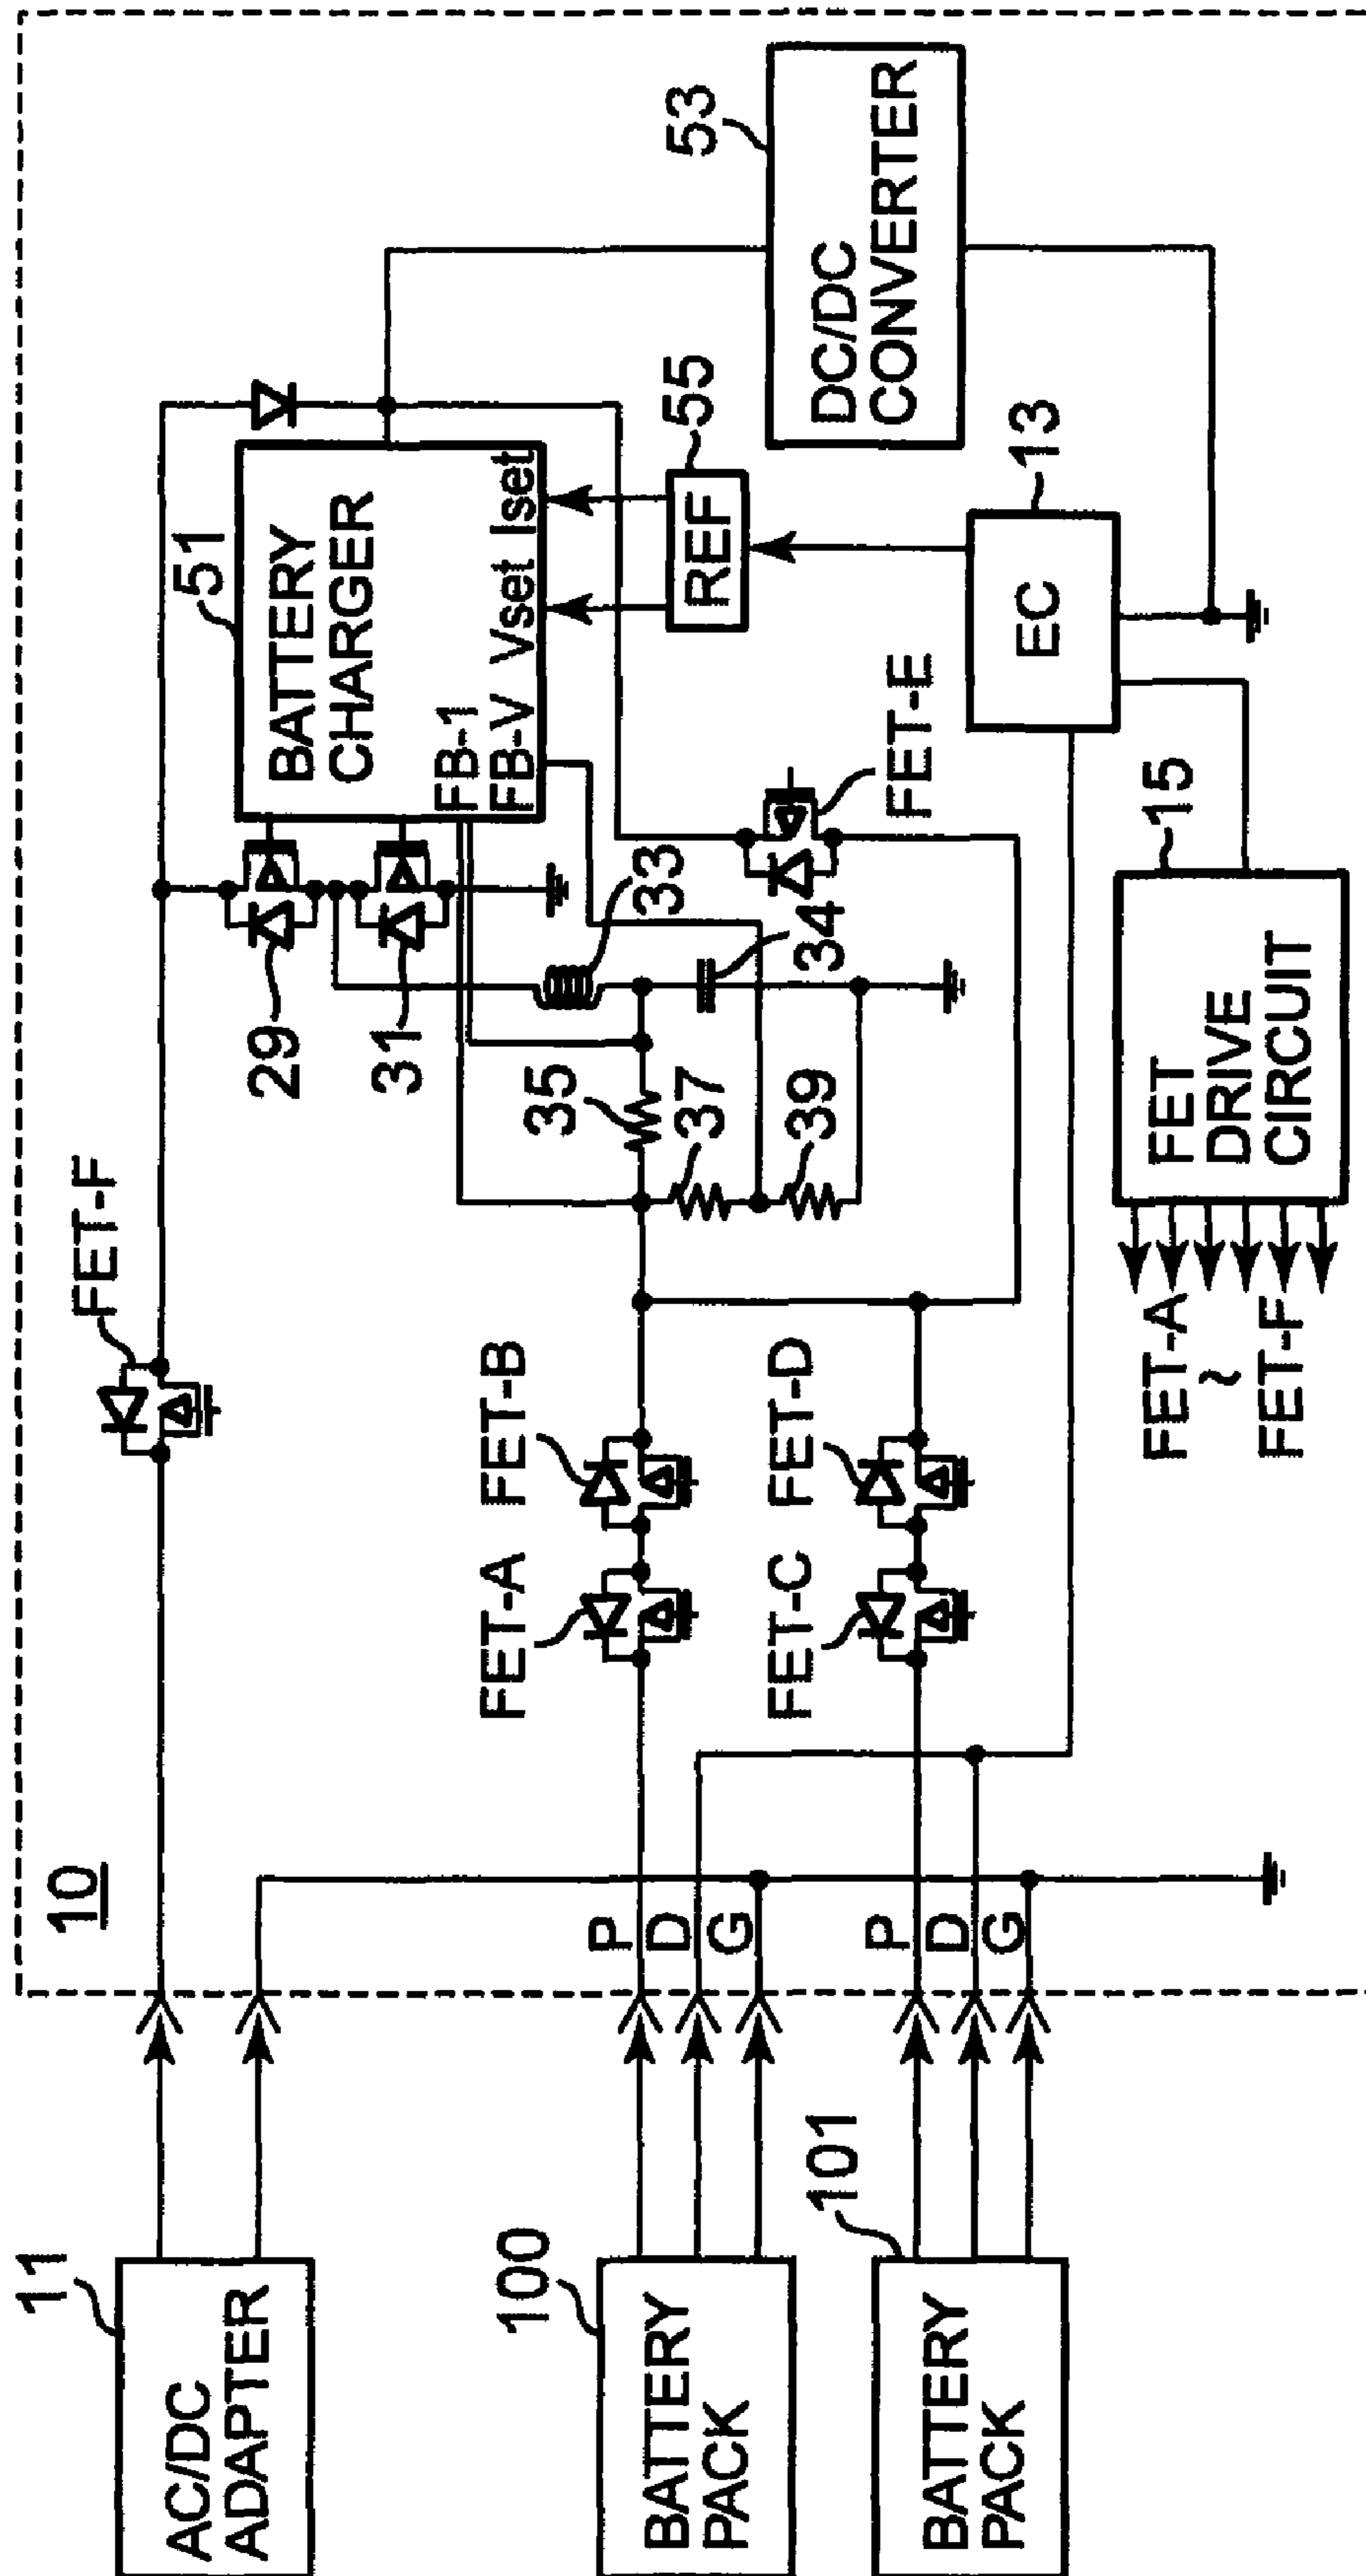 10
11
AC/DC
ADAPTER
FET-F
51
BATTERY
CHARGER
FB-1
FB-V Vset Iset
29
31
33
34
35
37
39
55
REF
53
DC/DC
CONVERTER
100
BATTERY
PACK
P
D
G
FET-A FET-B
FET-E
101
BATTERY
PACK
P
D
G
FET-C FET-D
13
EC
15
FET
DRIVE
CIRCUIT
FET-A
~
FET-F